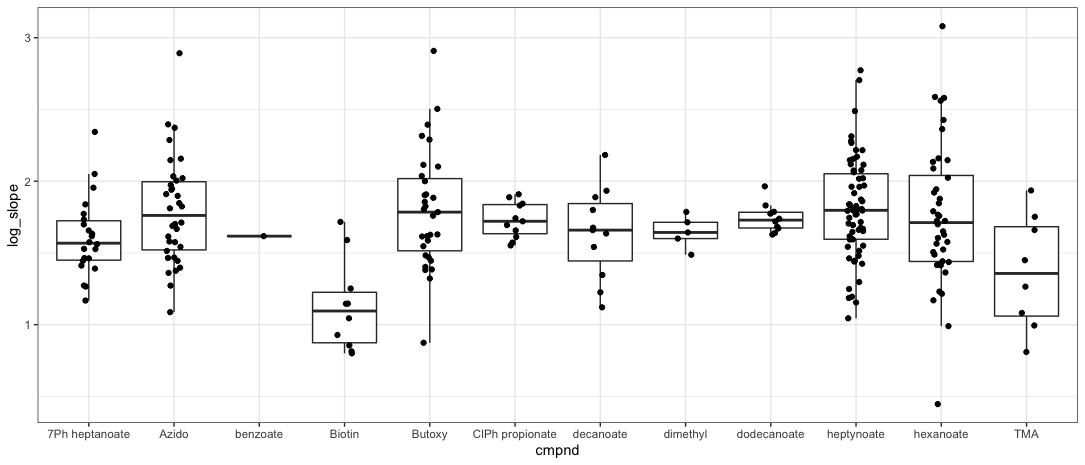 3
2
1
log_slope
7Ph heptanoate Azido benzoate Biotin Butoxy ClPh propionate decanoate dimethyl dodecanoate heptynoate hexanoate TMA
cmpnd